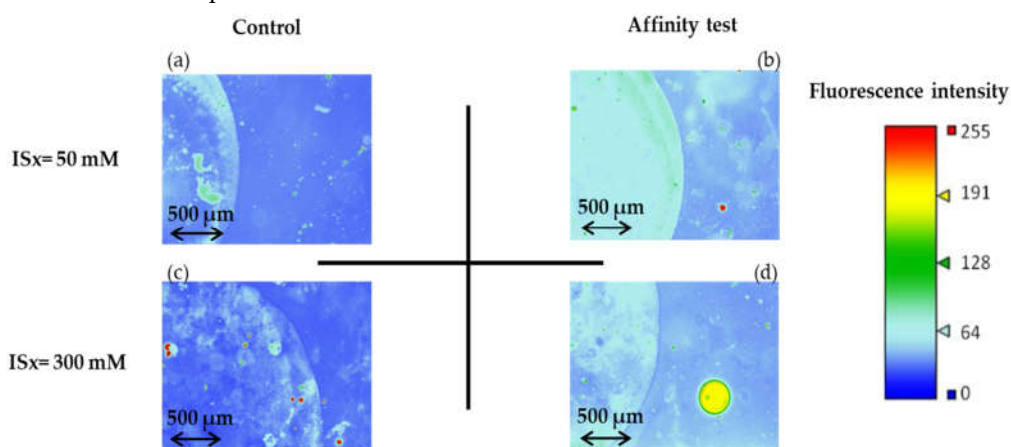 Control
Affinity test
(a)
(b)
Fluorescence intensity
ISx= 50 mM
500 µm
500 µm
255
191
128
64
0
(c)
(d)
ISx= 300 mM
500 µm
500 µm